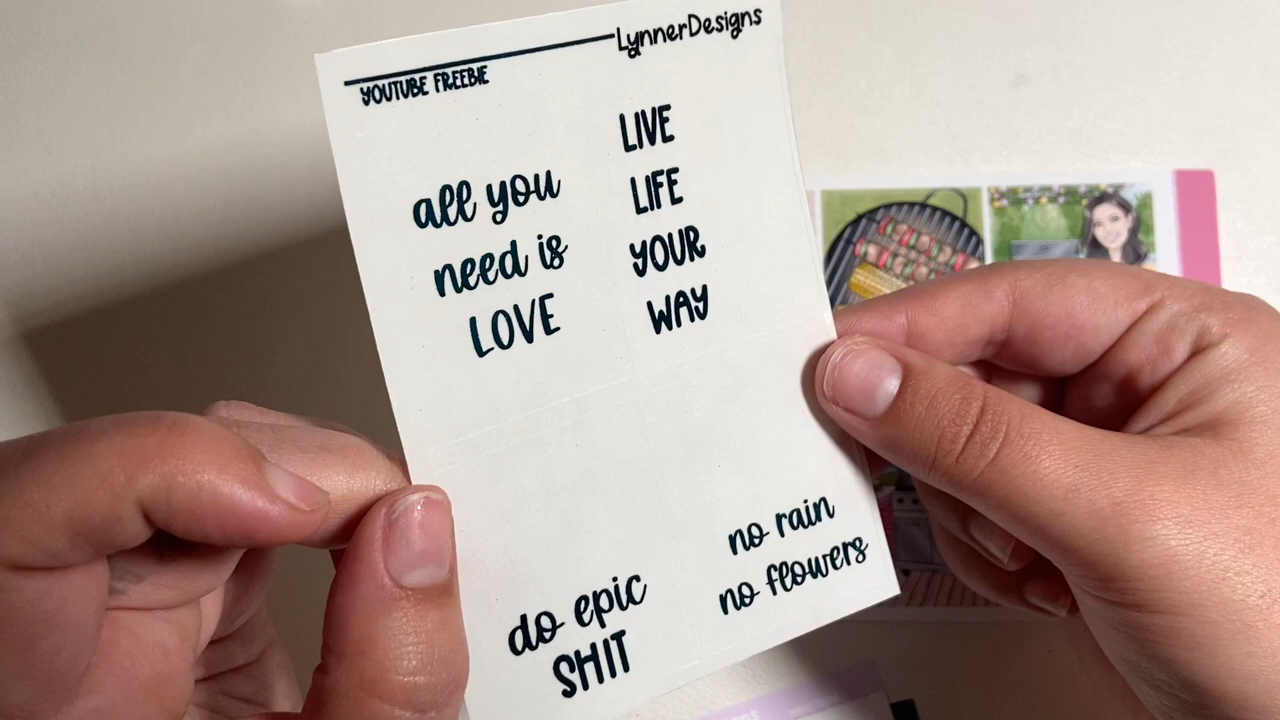 LynnerDesigns
YOUTUBE FREEBIE
all you
need is
LOVE
LIVE
LIFE
YOUR
WAY
do epic
SHIT
no rain
no flowers